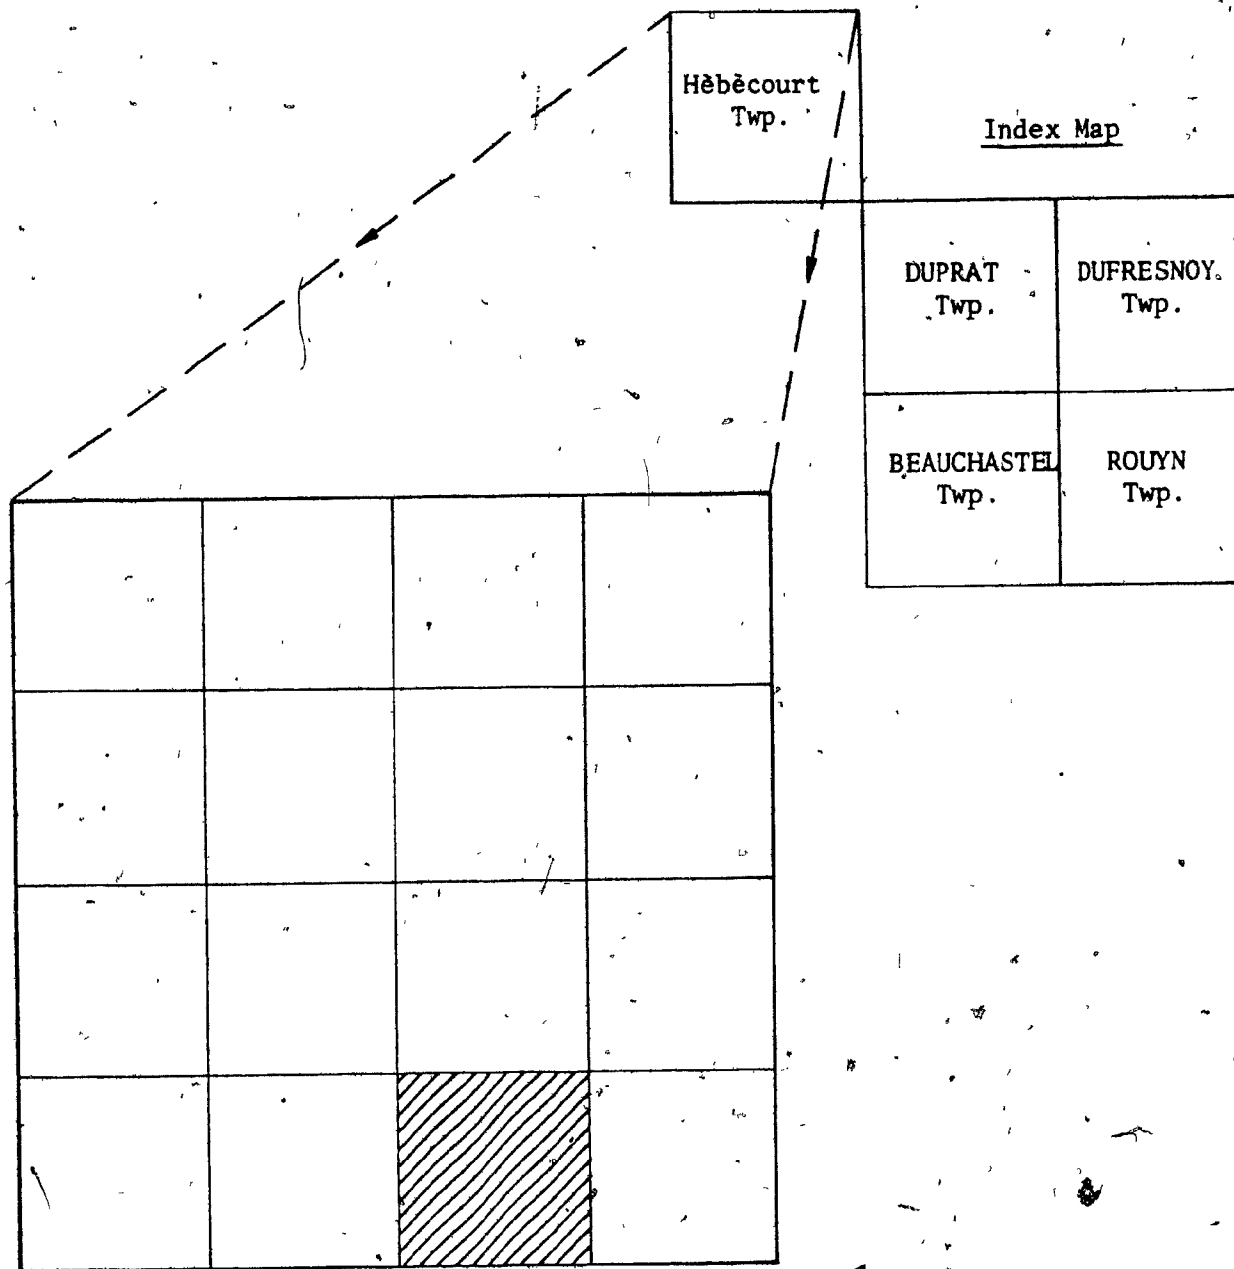 Hèbècourt
Twp.
Index Map
DUPRAT
Twp.
DUFRESNOY
Twp.
BEAUCHASTEL
Twp.
ROUYN
Twp.